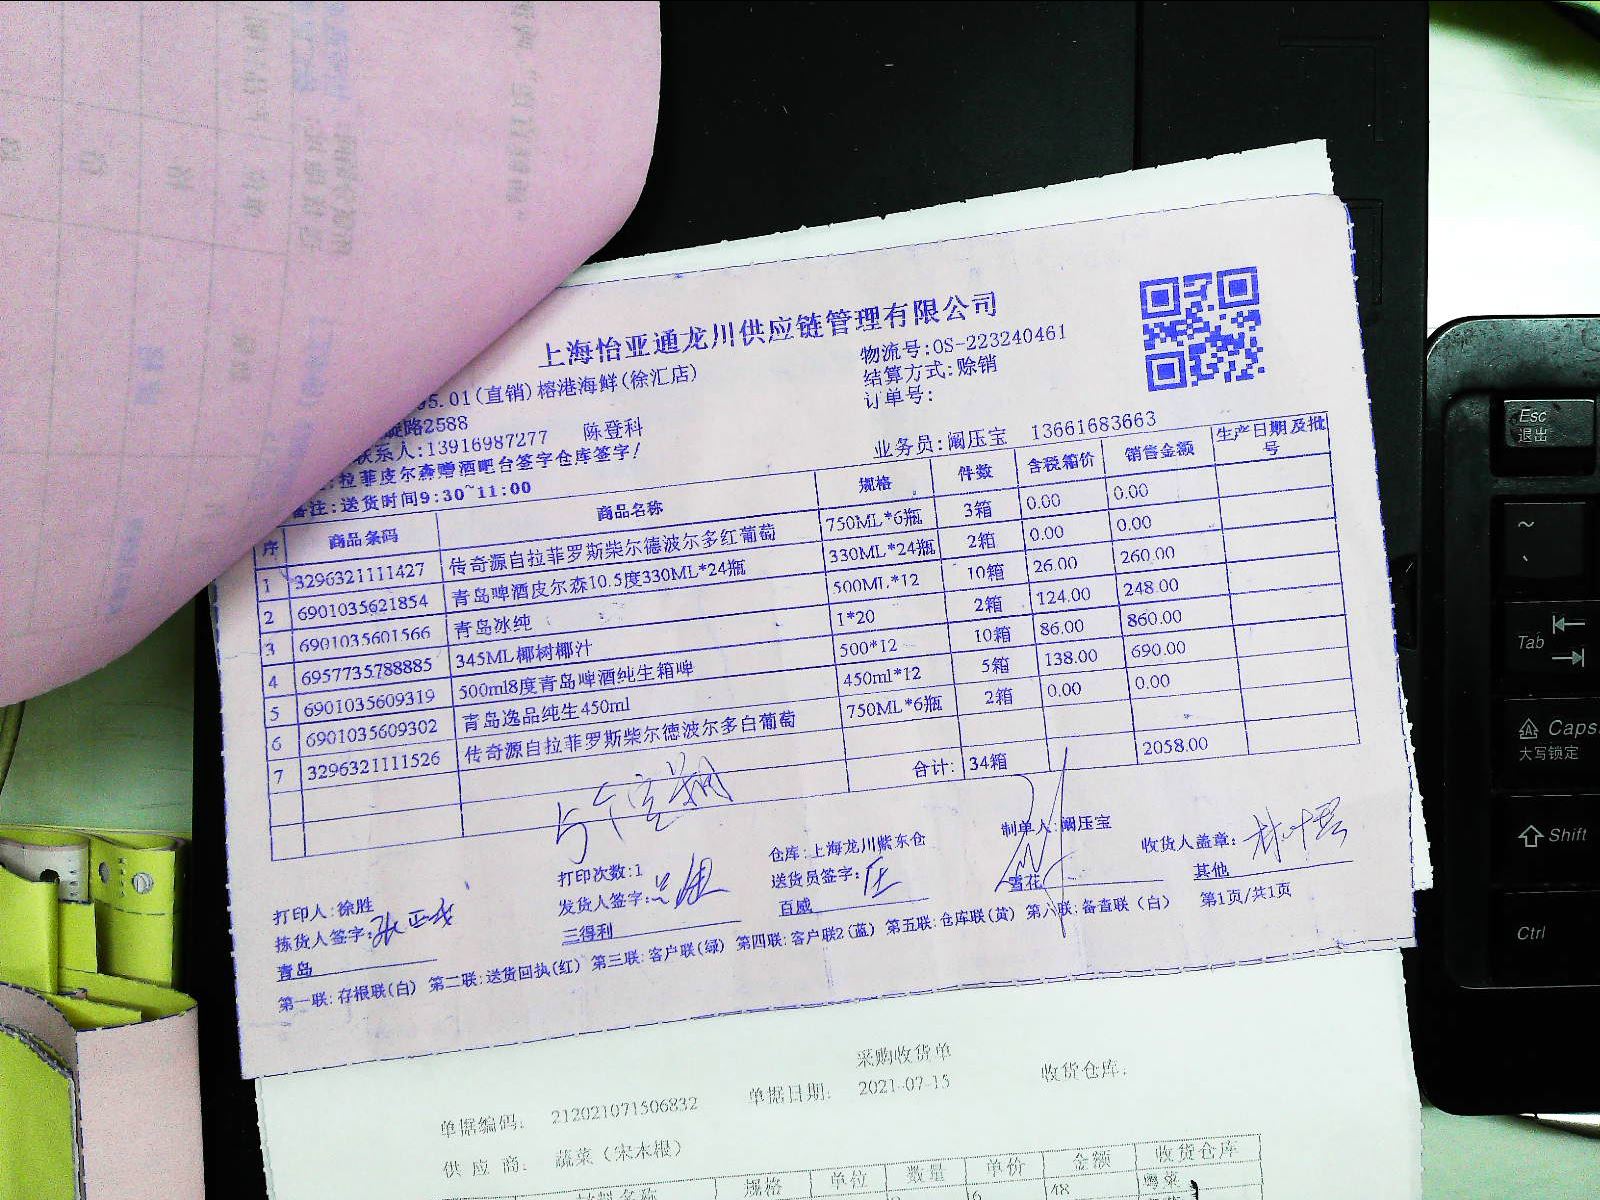 上海怡亚通龙川供应链管理有限公司
95.01(直销)榕港海鲜(徐汇店)
物流号:OS-223240461
路2588
结算方式:赊销
联系人:13916987277 陈登科
订单号:
拉菲皮尔森赠酒吧台签字仓库签字!
业务员:阚压宝 13661683663
备注:送货时间9:30~11:00
序 商品条码 商品名称 规格 件数 含税箱价 销售金额 生产日期及批号
1 3296321111427 传奇源自拉菲罗斯柴尔德波尔多红葡萄 750ML*6瓶 3箱 0.00 0.00
2 6901035621854 青岛啤酒皮尔森10.5度330ML*24瓶 330ML*24瓶 2箱 0.00 0.00
3 6901035601566 青岛冰纯 500ML*12 10箱 26.00 260.00
4 6957735788885 345ML椰树椰汁 1*20 2箱 124.00 248.00
5 6901035609319 500ml8度青岛啤酒纯生箱啤 500*12 10箱 86.00 860.00
6 6901035609302 青岛逸品纯生450ml 450ml*12 5箱 138.00 690.00
7 3296321111526 传奇源自拉菲罗斯柴尔德波尔多白葡萄 750ML*6瓶 2箱 0.00 0.00
合计: 34箱 2058.00
打印人:徐胜 打印次数:1 仓库:上海龙川紫东仓 制单人:阚压宝 收货人盖章:
拣货人签字: 发货人签字: 送货员签字:
青岛 三得利 百威 雪花 其他
第一联:存根联(白) 第二联:送货回执(红) 第三联:客户联(绿) 第四联:客户联2(蓝) 第五联:仓库联(黄) 第六联:备查联(白) 第1页/共1页
采购收货单
单据编码: 212021071506832 单据日期: 2021-07-15 收货仓库:
供应商: 蔬菜(宋木根)
材料名称 规格 单位 数量 单价 金额 收货仓库
6 48 粤菜
Esc
退出
~
Tab
Caps
大写锁定
Shift
Ctrl